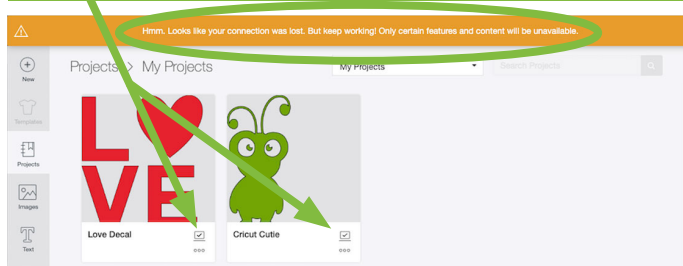 Hmm. Looks like your connection was lost. But keep working! Only certain features and content will be unavailable.
New
Projects > My Projects
My Projects
Search Projects
Templates
Projects
Images
Text
LOVE
Love Decal
Cricut Cutie